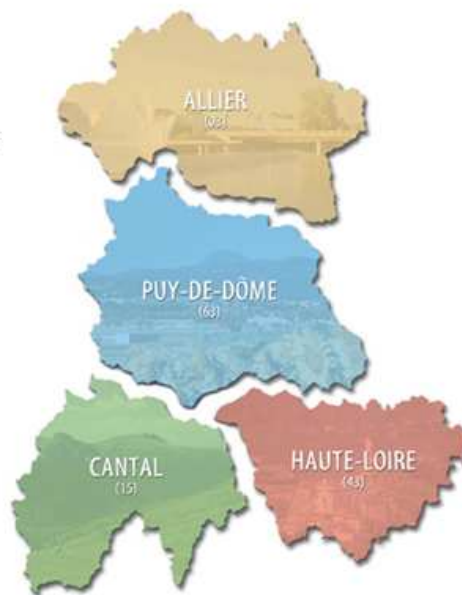 ALLIER
(03)
PUY-DE-DÔME
(63)
CANTAL
(15)
HAUTE-LOIRE
(43)